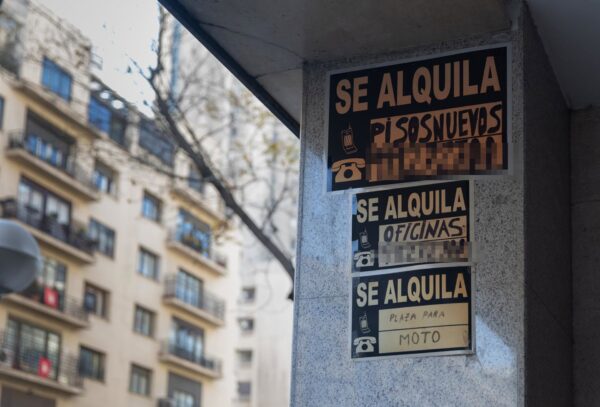 SE ALQUILA
PISOS NUEVOS
SE ALQUILA
OFICINAS
SE ALQUILA
PLAZA PARA
MOTO